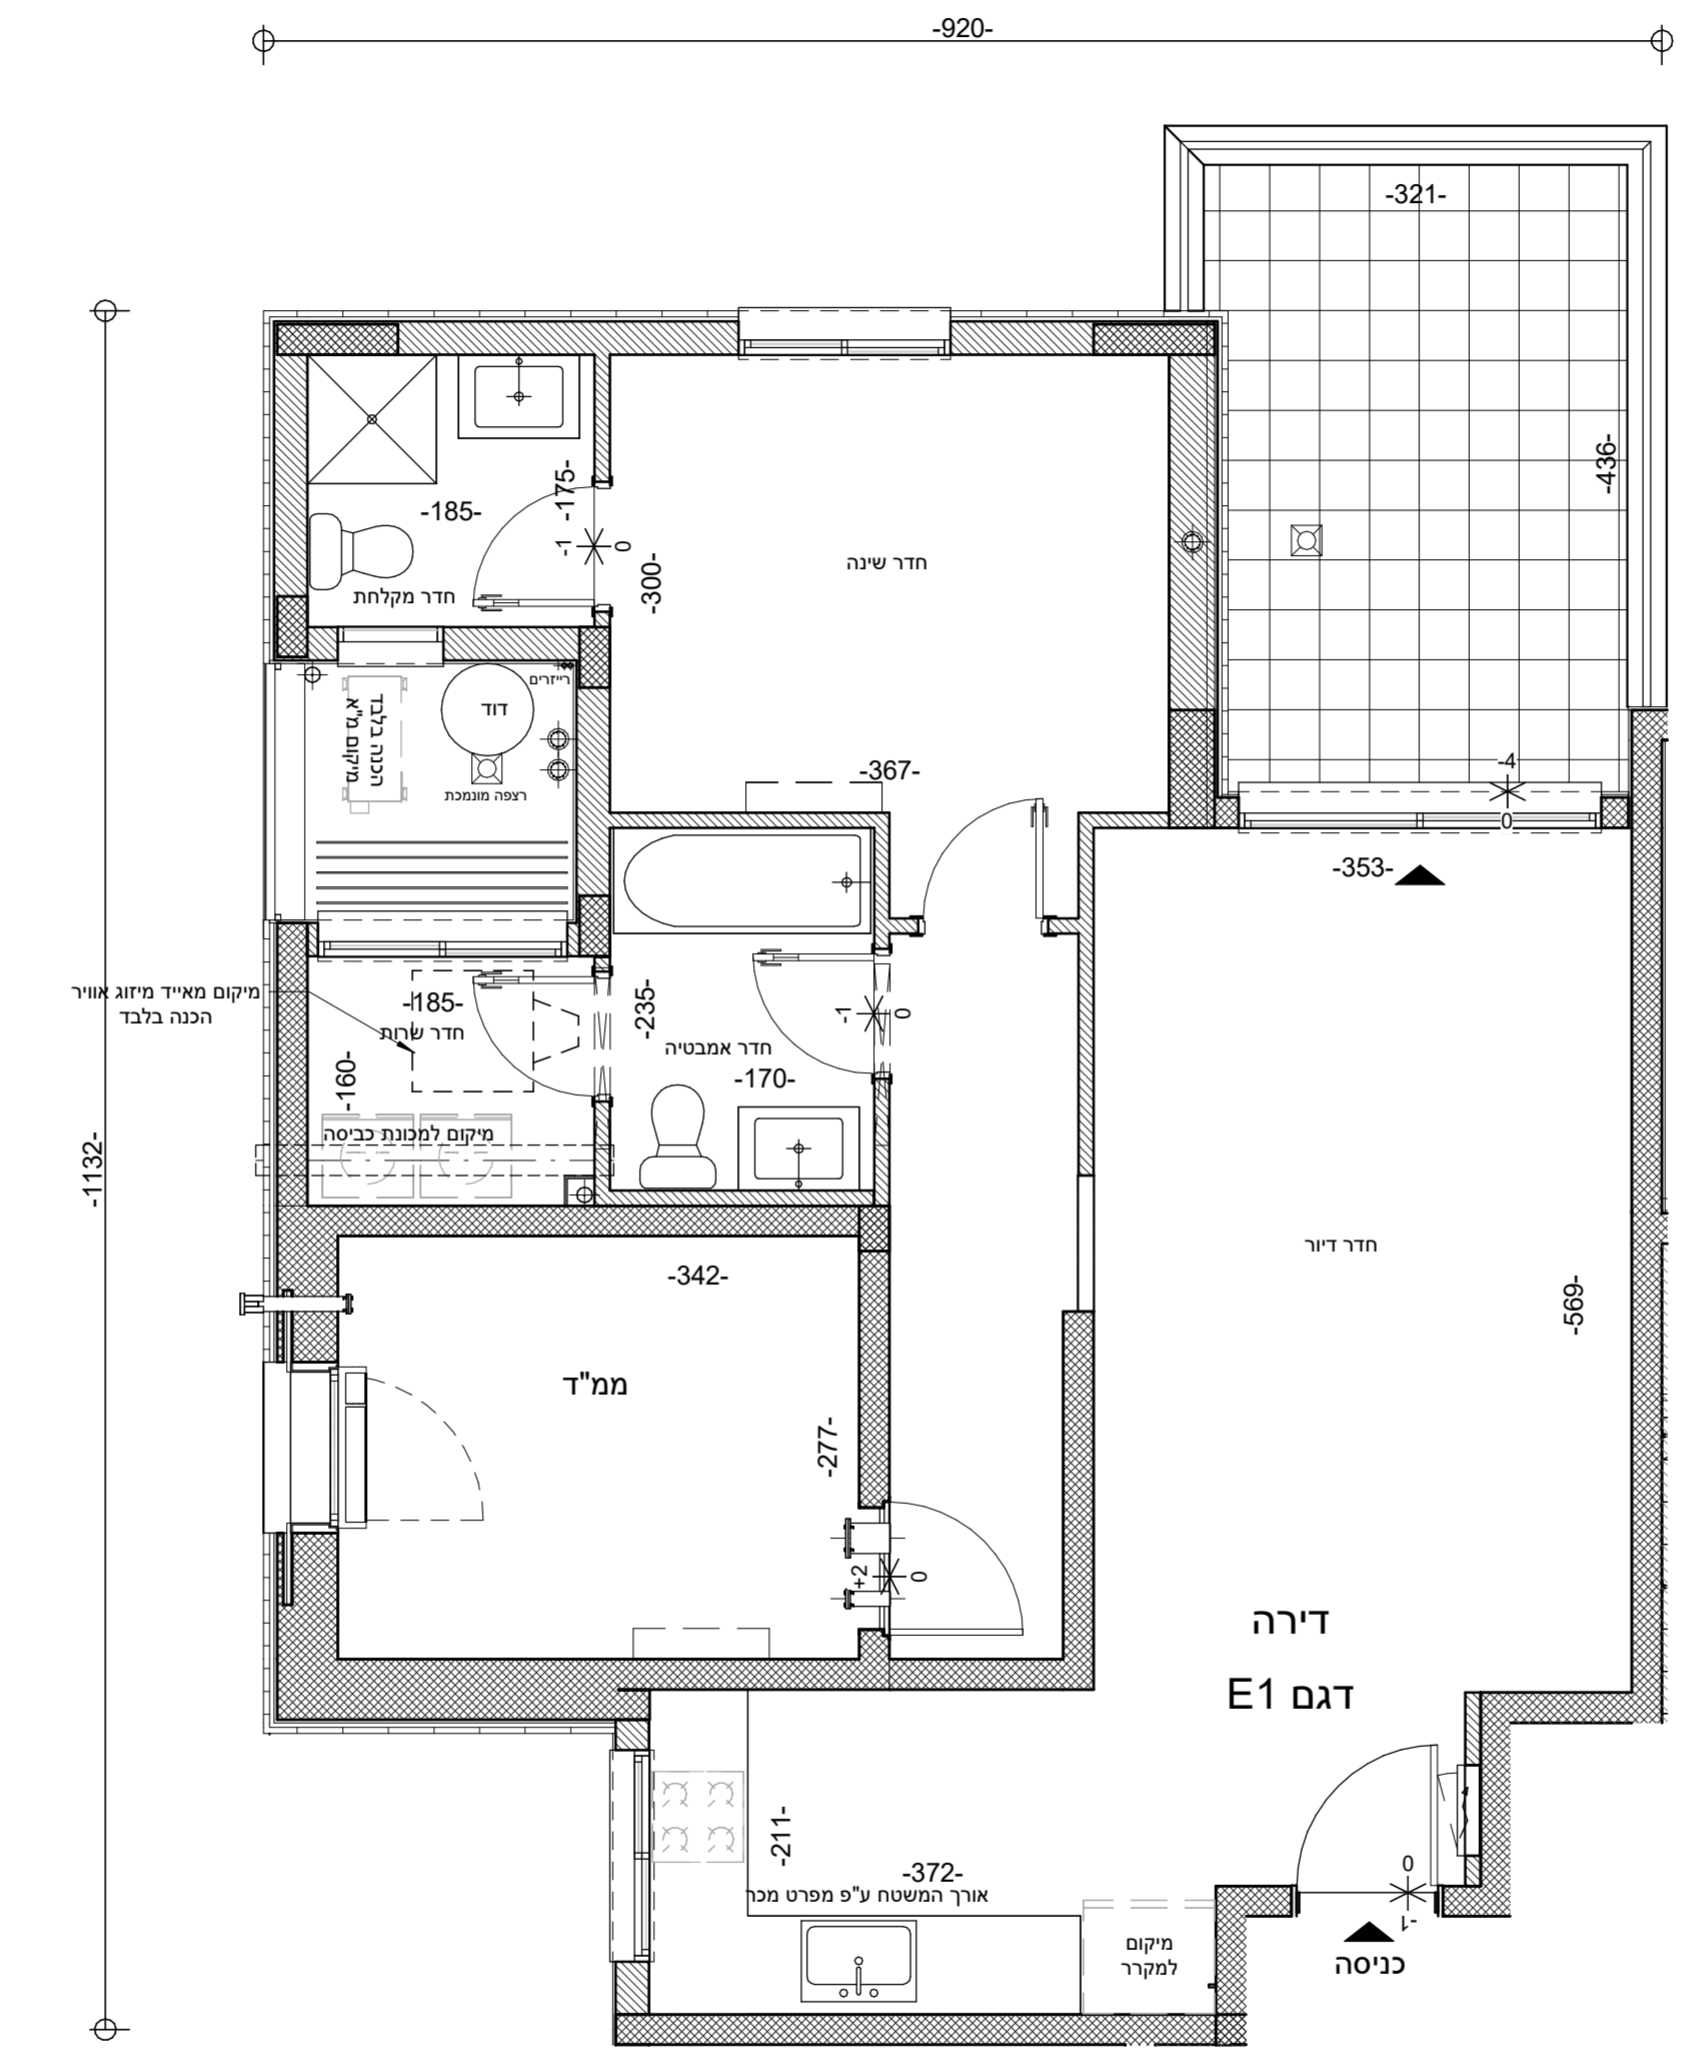 -920-
-321-
-436-
-185-
-175-
-1
0
-300-
חדר מקלחת
חדר שינה
רייזרים
דוד
הכנה בלבד
מיקום מ"א
רצפה מונמכת
-367-
-4
0
-353-
מיקום מאייד מיזוג אוויר
הכנה בלבד
-185-
חדר שרות
-160-
-235-
חדר אמבטיה
-170-
-1
0
מיקום למכונת כביסה
-1132-
-342-
חדר דיור
-569-
ממ"ד
-277-
+2
0
דירה
דגם E1
-211-
-372-
אורך המשטח ע"פ מפרט מכר
מיקום
למקרר
0
-1
כניסה